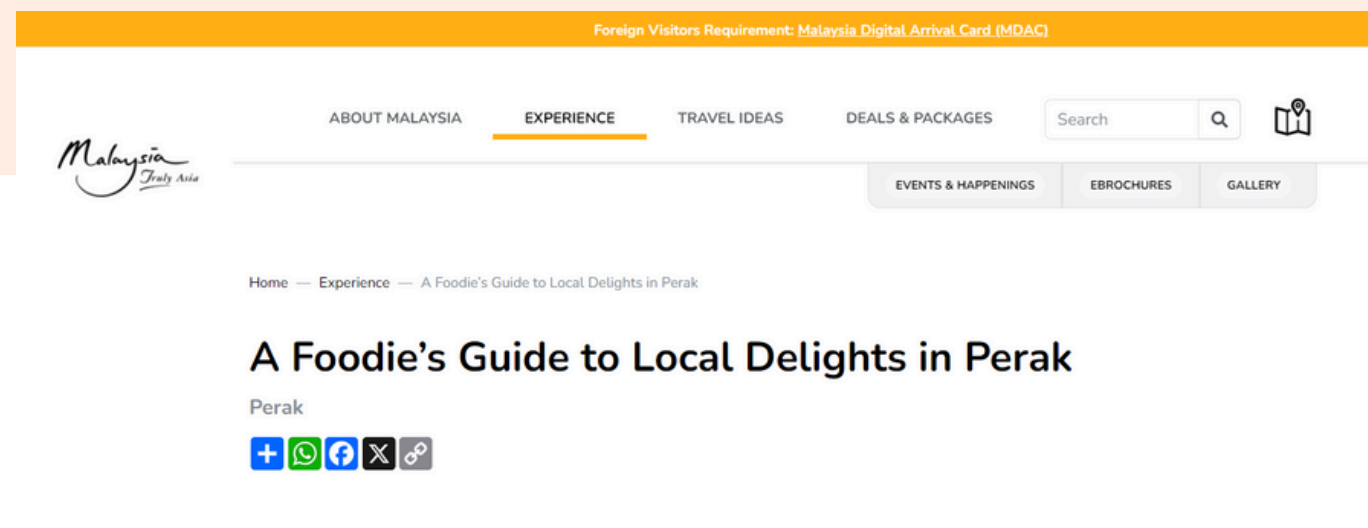 Foreign Visitors Requirement: Malaysia Digital Arrival Card (MDAC)
ABOUT MALAYSIA EXPERIENCE TRAVEL IDEAS DEALS & PACKAGES Search
Malaysia
Truly Asia
EVENTS & HAPPENINGS EBROCHURES GALLERY
Home — Experience — A Foodie's Guide to Local Delights in Perak
A Foodie's Guide to Local Delights in Perak
Perak